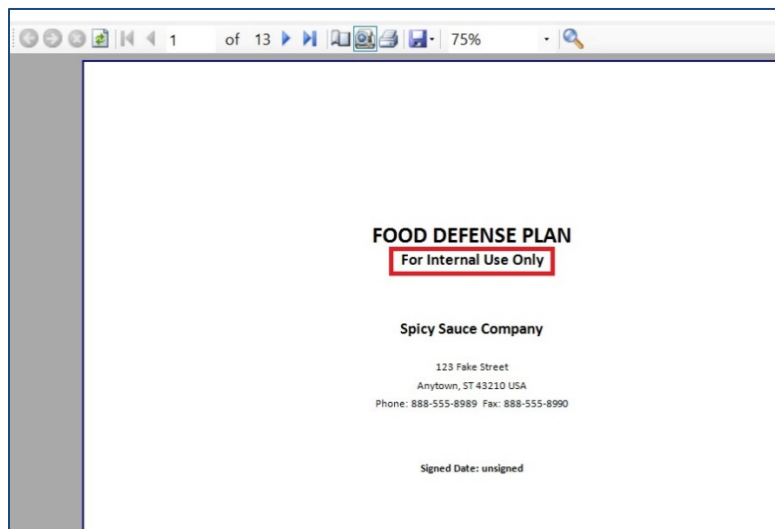 1 of 13 75%
FOOD DEFENSE PLAN
For Internal Use Only
Spicy Sauce Company
123 Fake Street
Anytown, ST 43210 USA
Phone: 888-555-8989 Fax: 888-555-8990
Signed Date: unsigned